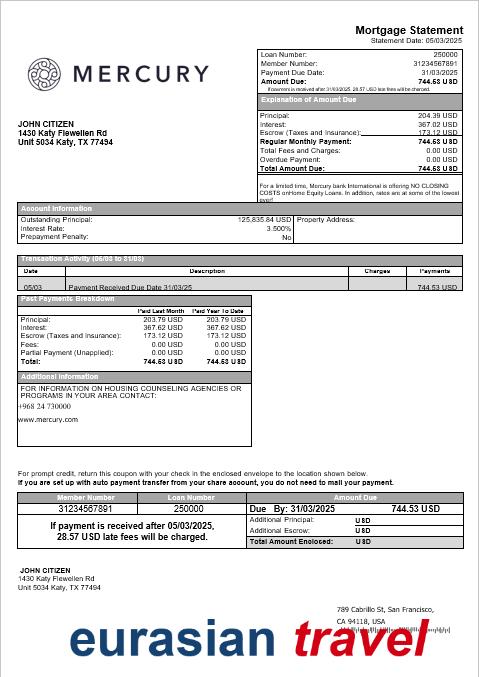 Mortgage Statement
Statement Date: 05/03/2025
MERCURY
Loan Number: 250000
Member Number: 31234567891
Payment Due Date: 31/03/2025
Amount Due: 744.53 USD
If payment is received after 31/03/2025, 28.57 USD late fees will be charged.
Explanation of Amount Due
Principal: 204.39 USD
Interest: 367.02 USD
Escrow (Taxes and Insurance): 173.12 USD
Regular Monthly Payment: 744.53 USD
Total Fees and Charges: 0.00 USD
Overdue Payment: 0.00 USD
Total Amount Due: 744.53 USD
For a limited time, Mercury bank International is offering NO CLOSING
COSTS onHome Equity Loans. In addition, rates are at some of the lowest
ever!
JOHN CITIZEN
1430 Katy Flewellen Rd
Unit 5034 Katy, TX 77494
Account Information
Outstanding Principal: 125,835.84 USD
Interest Rate: 3.500%
Prepayment Penalty: No
Property Address:
Transaction Activity (05/03 to 31/03)
Date Description Charges Payments
05/03 Payment Received Due Date 31/03/25 744.53 USD
Past Payments Breakdown
Paid Last Month Paid Year To Date
Principal: 203.79 USD 203.79 USD
Interest: 367.62 USD 367.62 USD
Escrow (Taxes and Insurance): 173.12 USD 173.12 USD
Fees: 0.00 USD 0.00 USD
Partial Payment (Unapplied): 0.00 USD 0.00 USD
Total: 744.53 USD 744.53 USD
Additional Information
FOR INFORMATION ON HOUSING COUNSELING AGENCIES OR
PROGRAMS IN YOUR AREA CONTACT:
+968 24 730000
www.mercury.com
For prompt credit, return this coupon with your check in the enclosed envelope to the location shown below.
If you are set up with auto payment transfer from your share account, you do not need to mail your payment.
Member Number Loan Number Amount Due
31234567891 250000 Due By: 31/03/2025 744.53 USD
If payment is received after 05/03/2025,
28.57 USD late fees will be charged.
Additional Principal: USD
Additional Escrow: USD
Total Amount Enclosed: USD
JOHN CITIZEN
1430 Katy Flewellen Rd
Unit 5034 Katy, TX 77494
789 Cabrillo St, San Francisco,
CA 94118, USA
eurasian travel